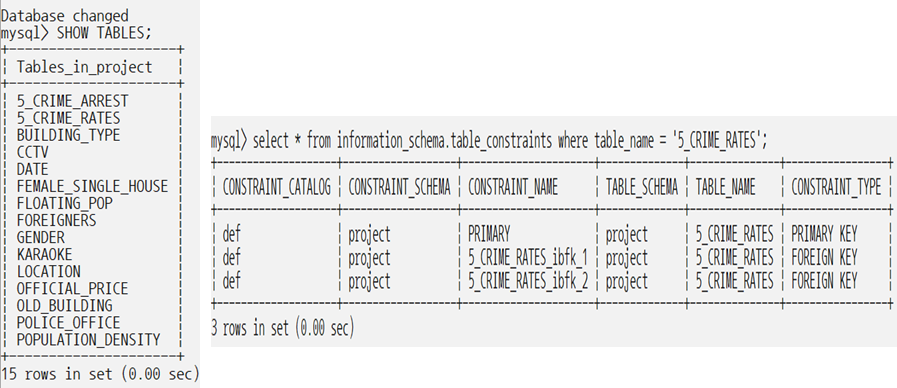 Database changed
mysql> SHOW TABLES;
+--------------------+
| Tables_in_project |
+--------------------+
| 5_CRIME_ARREST |
| 5_CRIME_RATES |
| BUILDING_TYPE |
| CCTV |
| DATE |
| FEMALE_SINGLE_HOUSE |
| FLOATING_POP |
| FOREIGNERS |
| GENDER |
| KARAOKE |
| LOCATION |
| OFFICIAL_PRICE |
| OLD_BUILDING |
| POLICE_OFFICE |
| POPULATION_DENSITY |
+--------------------+
15 rows in set (0.00 sec)
mysql> select * from information_schema.table_constraints where table_name = '5_CRIME_RATES';
+--------------------+-------------------+----------------------+--------------+---------------+-----------------+
| CONSTRAINT_CATALOG | CONSTRAINT_SCHEMA | CONSTRAINT_NAME | TABLE_SCHEMA | TABLE_NAME | CONSTRAINT_TYPE |
+--------------------+-------------------+----------------------+--------------+---------------+-----------------+
| def | project | PRIMARY | project | 5_CRIME_RATES | PRIMARY KEY |
| def | project | 5_CRIME_RATES_ibfk_1 | project | 5_CRIME_RATES | FOREIGN KEY |
| def | project | 5_CRIME_RATES_ibfk_2 | project | 5_CRIME_RATES | FOREIGN KEY |
+--------------------+-------------------+----------------------+--------------+---------------+-----------------+
3 rows in set (0.00 sec)